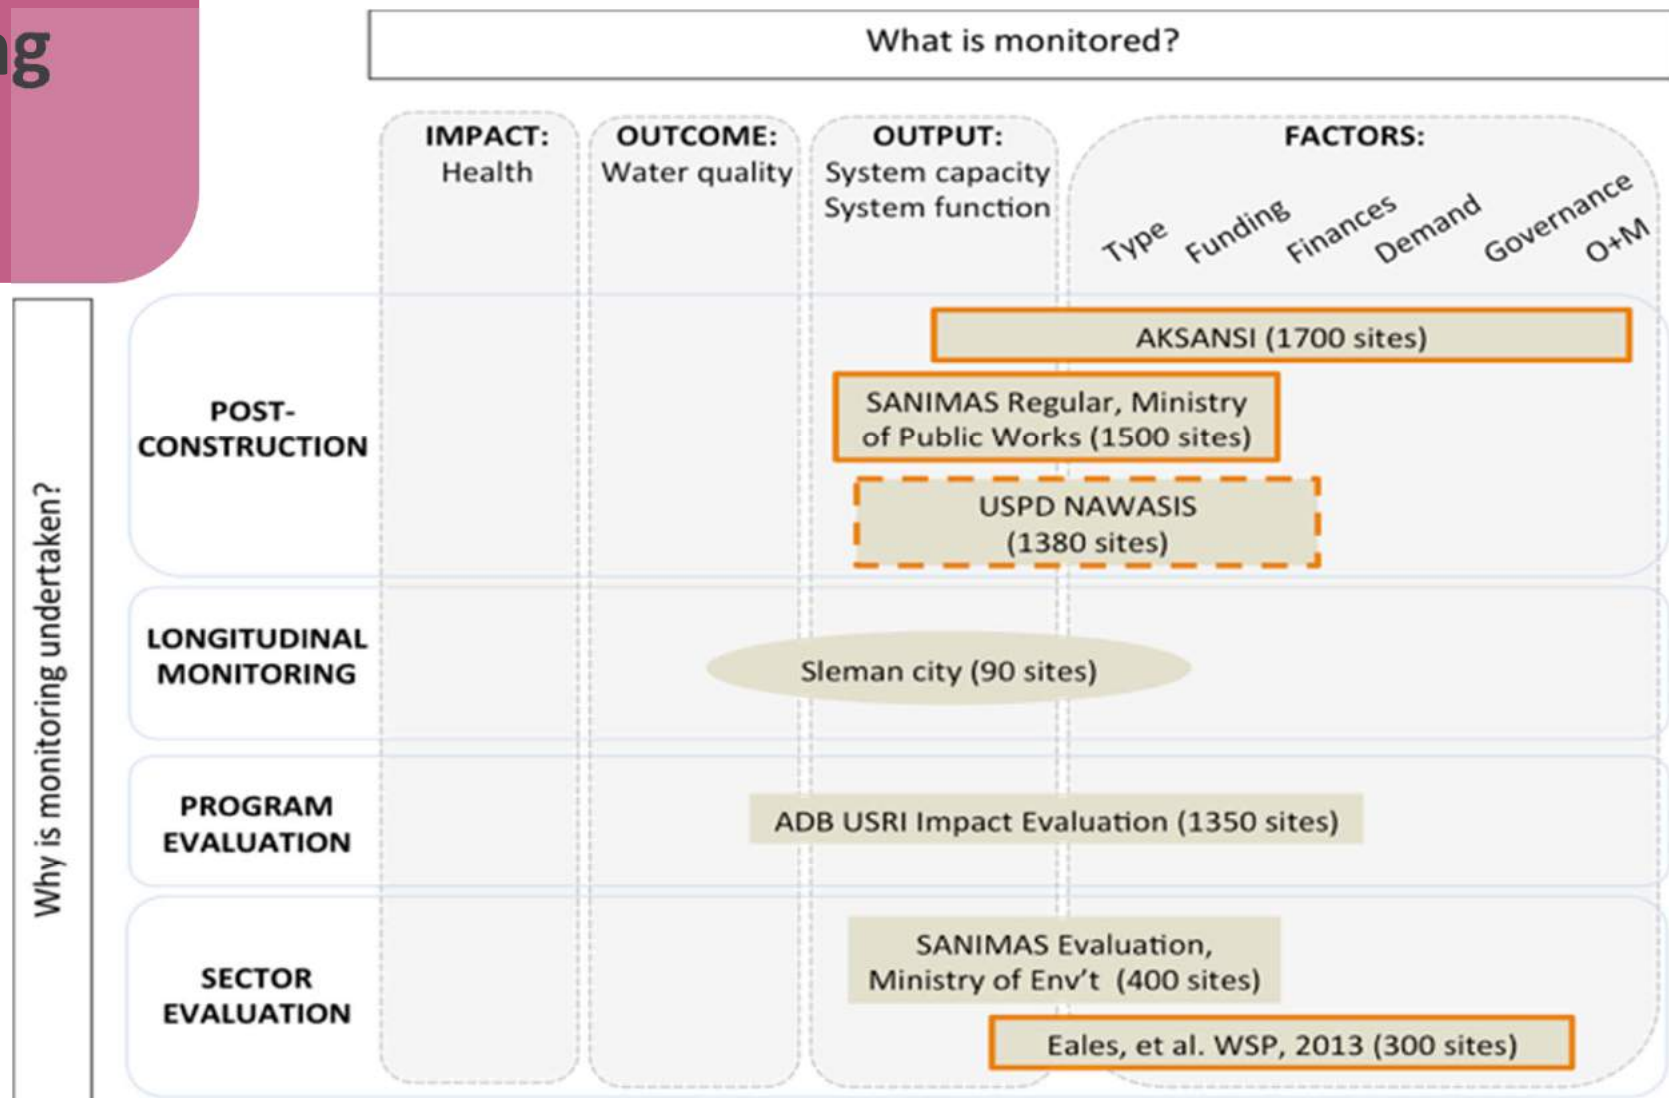 ng
What is monitored?
IMPACT:
Health
OUTCOME:
Water quality
OUTPUT:
System capacity
System function
FACTORS:
Type
Funding
Finances
Demand
Governance
O+M
Why is monitoring undertaken?
POST-
CONSTRUCTION
AKSANSI (1700 sites)
SANIMAS Regular, Ministry
of Public Works (1500 sites)
USPD NAWASIS
(1380 sites)
LONGITUDINAL
MONITORING
Sleman city (90 sites)
PROGRAM
EVALUATION
ADB USRI Impact Evaluation (1350 sites)
SECTOR
EVALUATION
SANIMAS Evaluation,
Ministry of Env’t  (400 sites)
Eales, et al. WSP, 2013 (300 sites)